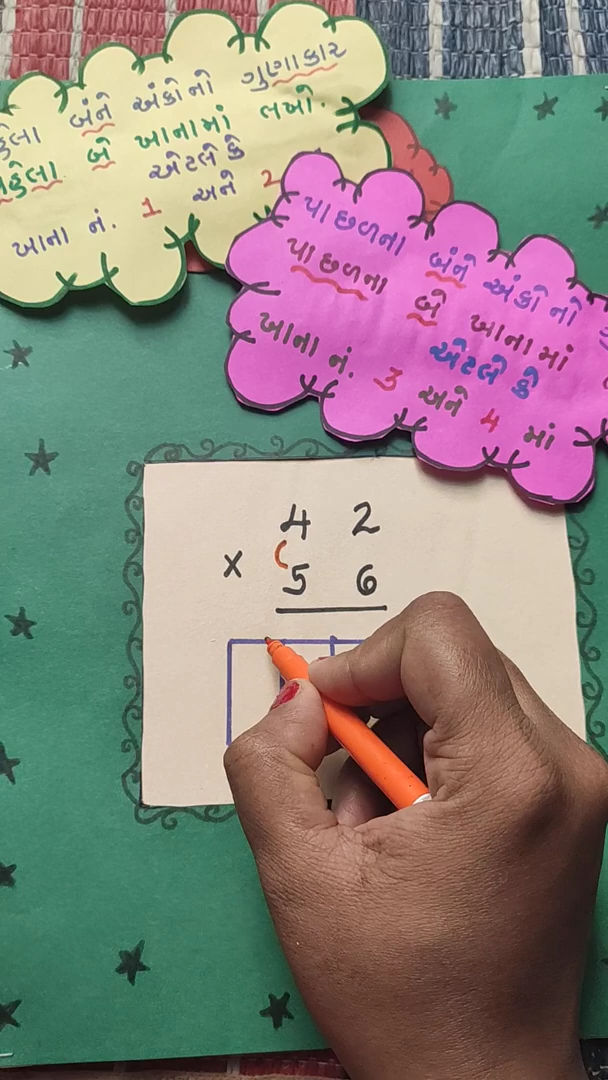 બંને અંકોનો ગુણાકાર
બે ખાનામાં લખો.
એટલે કે
ખાના નં. 1 અને 2
પાછળના બંને અંકોનો
પાછળના બે ખાનામાં
એટલે કે
ખાના નં. 3 અને 4 માં
4 2
× 5 6